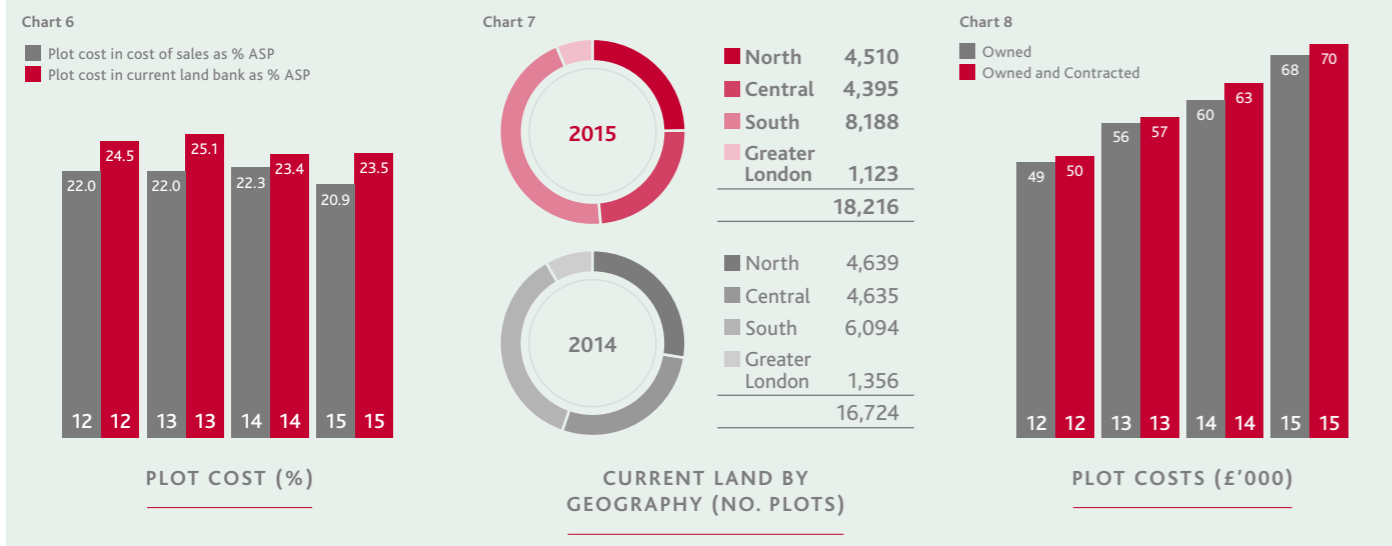 Chart 6
Plot cost in cost of sales as % ASP
Plot cost in current land bank as % ASP
22.0
24.5
22.0
25.1
22.3
23.4
20.9
23.5
12 12 13 13 14 14 15 15
PLOT COST (%)
Chart 7
2015
North 4,510
Central 4,395
South 8,188
Greater
London 1,123
18,216
2014
North 4,639
Central 4,635
South 6,094
Greater
London 1,356
16,724
CURRENT LAND BY
GEOGRAPHY (NO. PLOTS)
Chart 8
Owned
Owned and Contracted
49
50
56
57
60
63
68
70
12 12 13 13 14 14 15 15
PLOT COSTS (£'000)